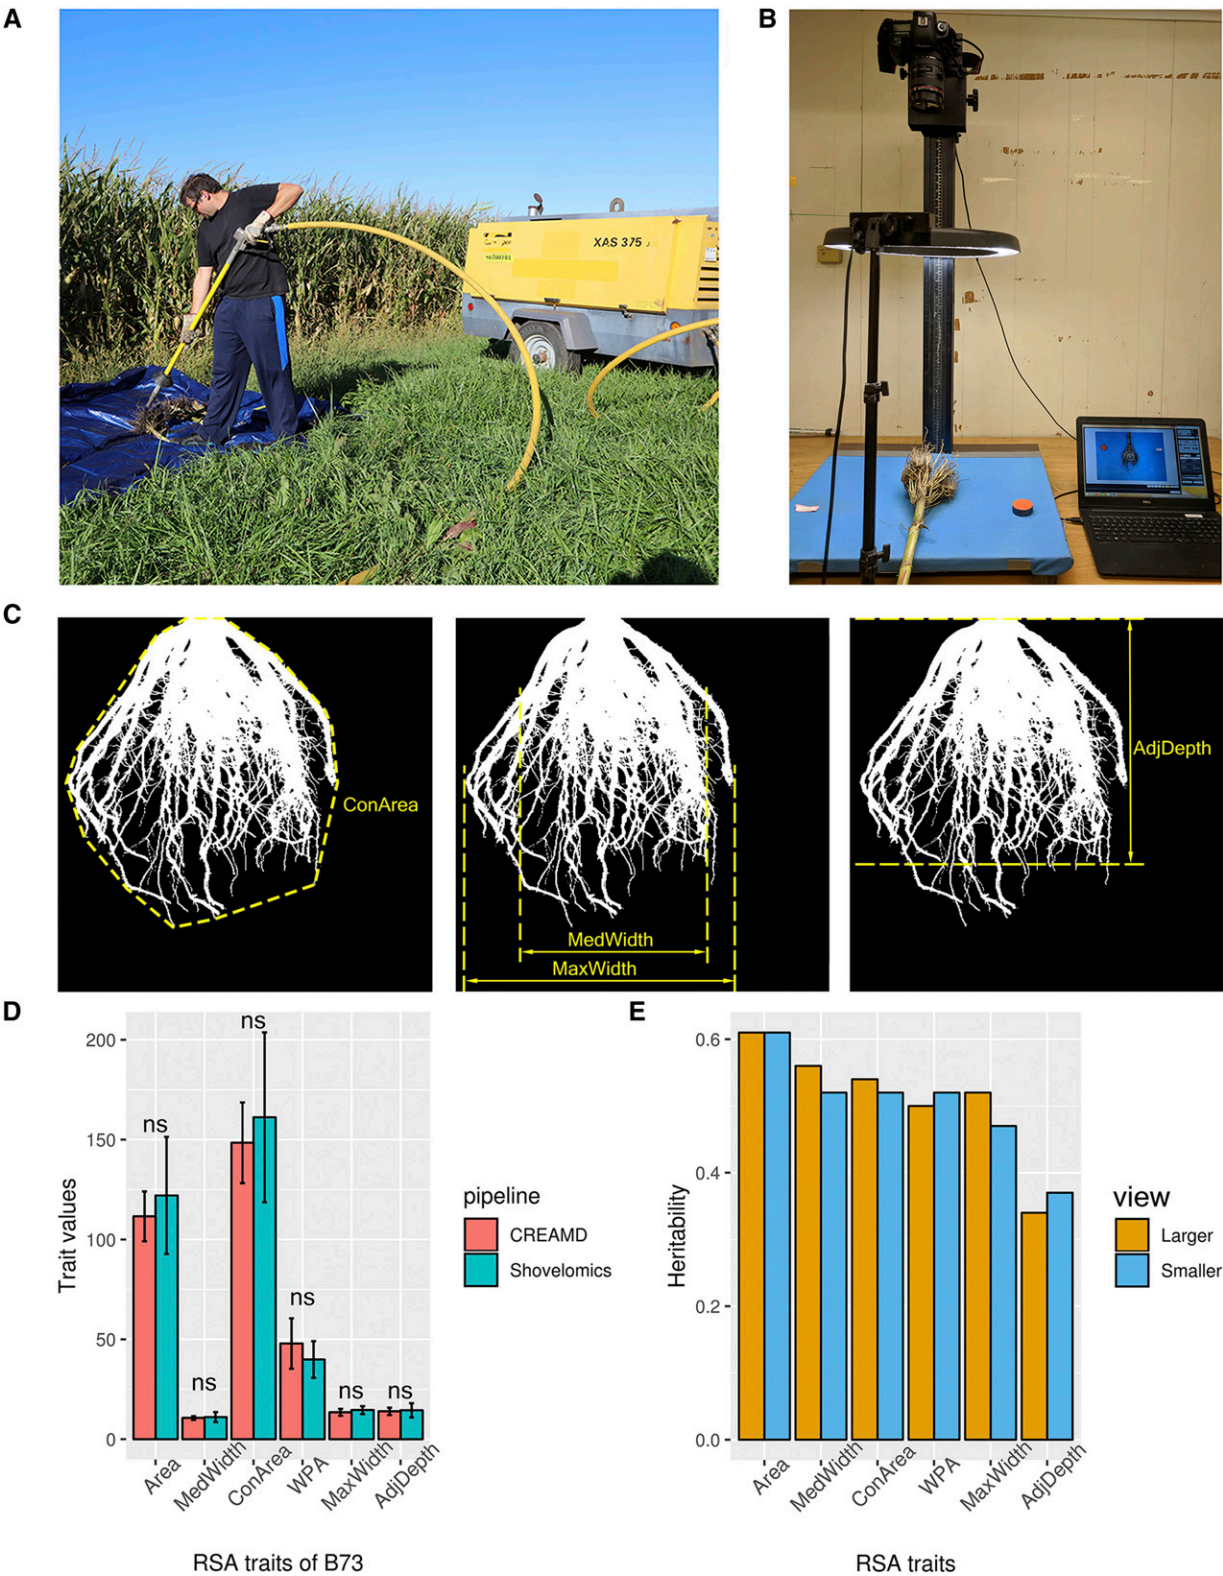 A
B
XAS 375
C
ConArea
MedWidth
MaxWidth
AdjDepth
D
E
200
150
100
50
0
Trait values
ns
ns
ns
ns
ns
ns
Area
MedWidth
ConArea
WPA
MaxWidth
AdjDepth
RSA traits of B73
pipeline
CREAMD
Shovelomics
0.6
0.4
0.2
0.0
Heritability
Area
MedWidth
ConArea
WPA
MaxWidth
AdjDepth
RSA traits
view
Larger
Smaller